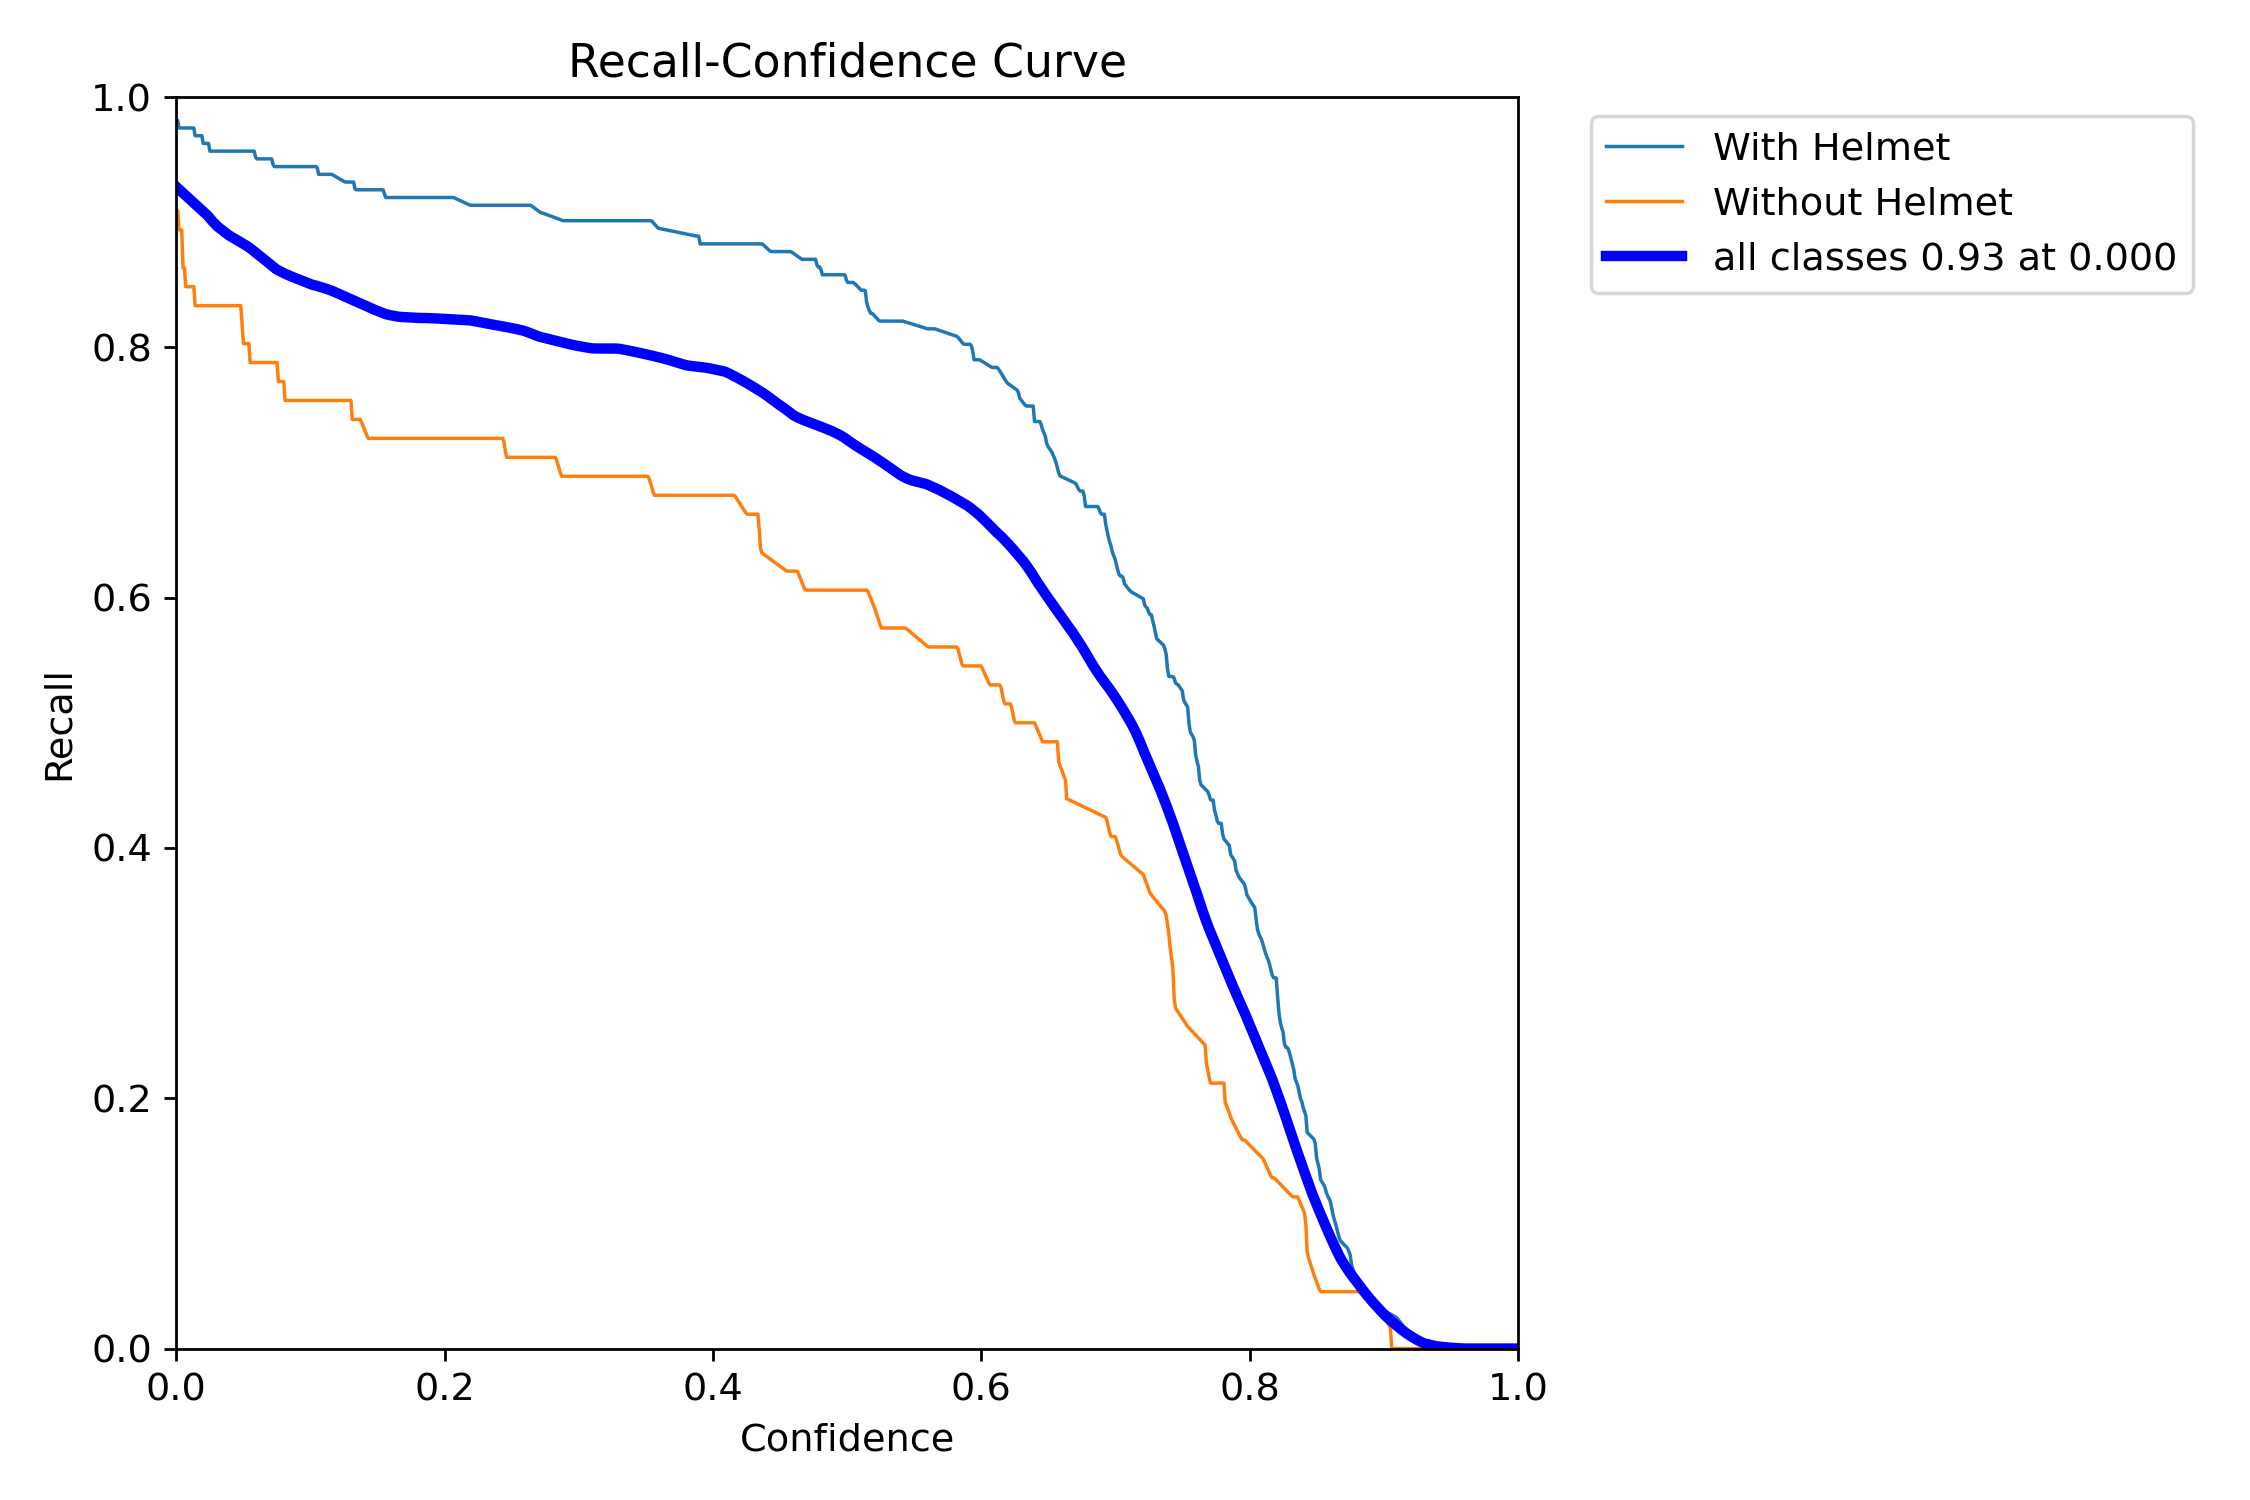 Recall-Confidence Curve
1.0
0.8
0.6
0.4
0.2
0.0
Recall
0.0 0.2 0.4 0.6 0.8 1.0
Confidence
With Helmet
Without Helmet
all classes 0.93 at 0.000